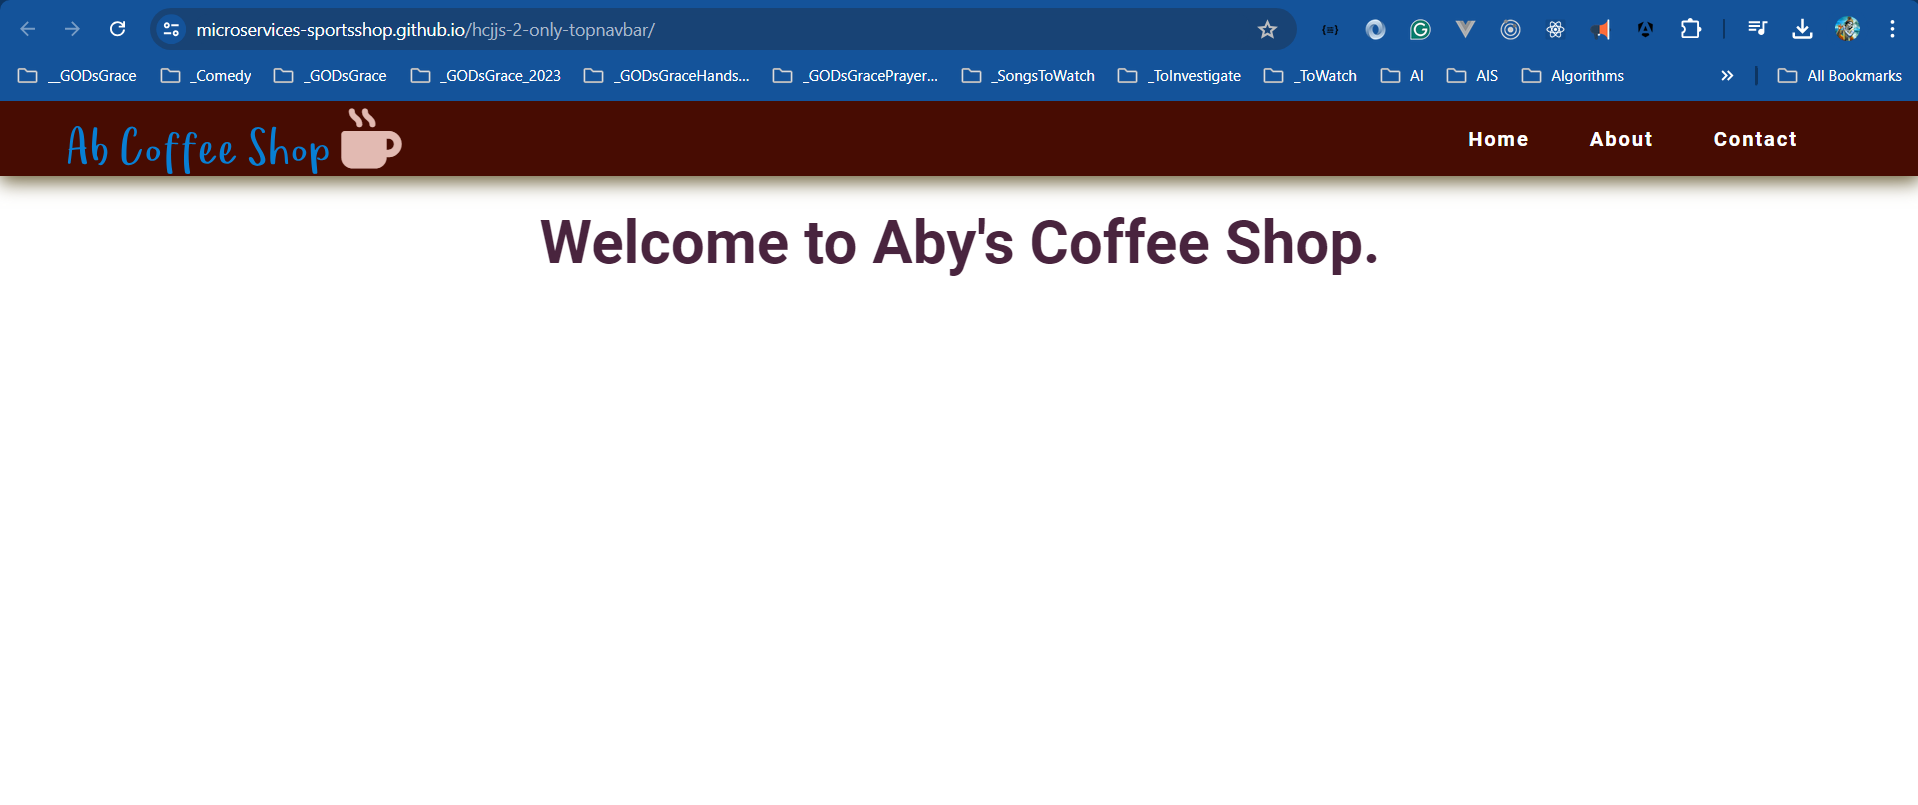 microservices-sportsshop.github.io/hcjjs-2-only-topnavbar/
__GODsGrace _Comedy _GODsGrace _GODsGrace_2023 _GODsGraceHands... _GODsGracePrayer... _SongsToWatch _ToInvestigate _ToWatch AI AIS Algorithms » All Bookmarks
Ab Coffee Shop Home About Contact
Welcome to Aby's Coffee Shop.